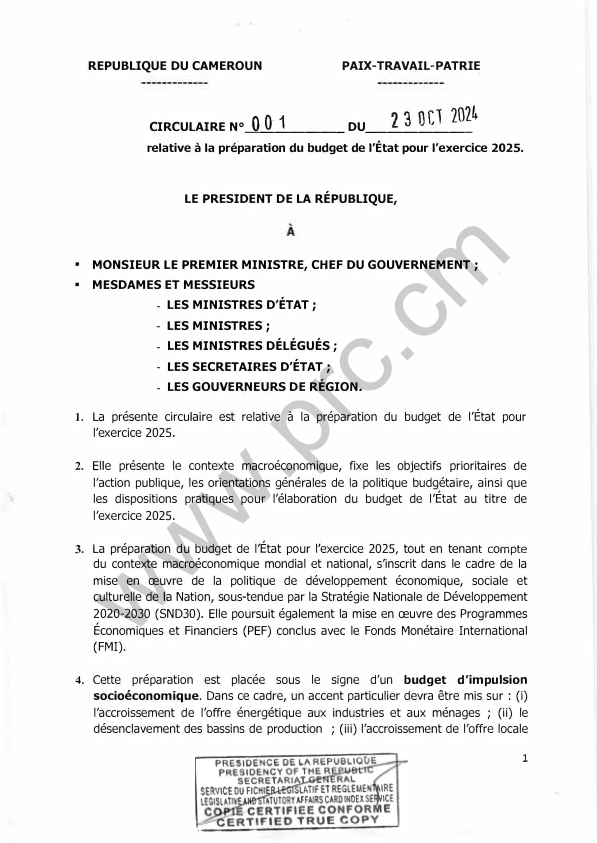 REPUBLIQUE DU CAMEROUN
PAIX-TRAVAIL-PATRIE
-------------
-------------
CIRCULAIRE N° 001 DU 23 OCT 2024
relative à la préparation du budget de l'État pour l'exercice 2025.
LE PRESIDENT DE LA RÉPUBLIQUE,
À
▪ MONSIEUR LE PREMIER MINISTRE, CHEF DU GOUVERNEMENT ;
▪ MESDAMES ET MESSIEURS
- LES MINISTRES D'ÉTAT ;
- LES MINISTRES ;
- LES MINISTRES DÉLÉGUÉS ;
- LES SECRETAIRES D'ÉTAT ;
- LES GOUVERNEURS DE RÉGION.
1. La présente circulaire est relative à la préparation du budget de l'État pour
l'exercice 2025.
2. Elle présente le contexte macroéconomique, fixe les objectifs prioritaires de
l'action publique, les orientations générales de la politique budgétaire, ainsi que
les dispositions pratiques pour l'élaboration du budget de l'État au titre de
l'exercice 2025.
3. La préparation du budget de l'État pour l'exercice 2025, tout en tenant compte
du contexte macroéconomique mondial et national, s'inscrit dans le cadre de la
mise en œuvre de la politique de développement économique, sociale et
culturelle de la Nation, sous-tendue par la Stratégie Nationale de Développement
2020-2030 (SND30). Elle poursuit également la mise en œuvre des Programmes
Économiques et Financiers (PEF) conclus avec le Fonds Monétaire International
(FMI).
4. Cette préparation est placée sous le signe d'un budget d'impulsion
socioéconomique. Dans ce cadre, un accent particulier devra être mis sur : (i)
l'accroissement de l'offre énergétique aux industries et aux ménages ; (ii) le
désenclavement des bassins de production ; (iii) l'accroissement de l'offre locale
1
PRESIDENCE DE LA REPUBLIQUE
PRESIDENCY OF THE REPUBLIC
SECRETARIAT GENERAL
SERVICE DU FICHIER LEGISLATIF ET REGLEMENTAIRE
LEGISLATIVE AND STATUTORY AFFAIRS CARD INDEX SERVICE
COPIE CERTIFIEE CONFORME
CERTIFIED TRUE COPY
www.prc.cm